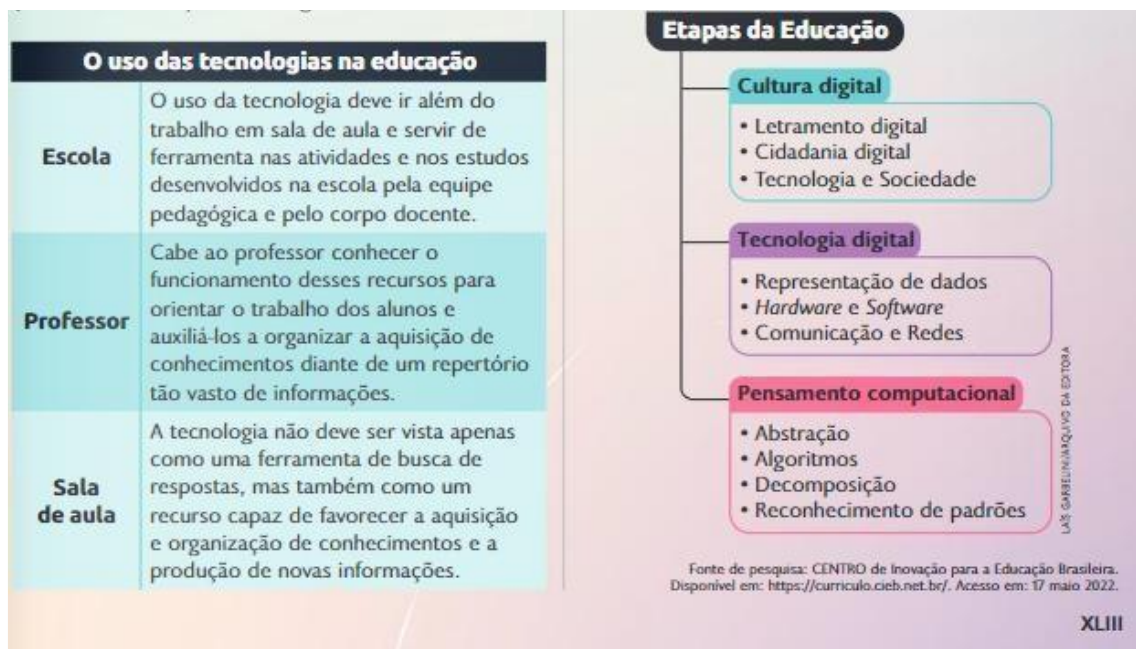 O uso das tecnologias na educação
Escola
O uso da tecnologia deve ir além do
trabalho em sala de aula e servir de
ferramenta nas atividades e nos estudos
desenvolvidos na escola pela equipe
pedagógica e pelo corpo docente.
Professor
Cabe ao professor conhecer o
funcionamento desses recursos para
orientar o trabalho dos alunos e
auxiliá-los a organizar a aquisição de
conhecimentos diante de um repertório
tão vasto de informações.
Sala
de aula
A tecnologia não deve ser vista apenas
como uma ferramenta de busca de
respostas, mas também como um
recurso capaz de favorecer a aquisição
e organização de conhecimentos e a
produção de novas informações.
Etapas da Educação
Cultura digital
• Letramento digital
• Cidadania digital
• Tecnologia e Sociedade
Tecnologia digital
• Representação de dados
• Hardware e Software
• Comunicação e Redes
Pensamento computacional
• Abstração
• Algoritmos
• Decomposição
• Reconhecimento de padrões
LAÍS GARBELINI/ARQUIVO DA EDITORA
Fonte de pesquisa: CENTRO de Inovação para a Educação Brasileira.
Disponível em: https://curriculo.cieb.net.br/. Acesso em: 17 maio 2022.
XLIII